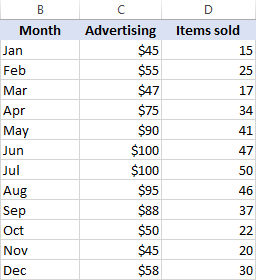 B C D
Month Advertising Items sold
Jan $45 15
Feb $55 25
Mar $47 17
Apr $75 34
May $90 41
Jun $100 47
Jul $100 50
Aug $95 46
Sep $88 37
Oct $50 22
Nov $45 20
Dec $58 30